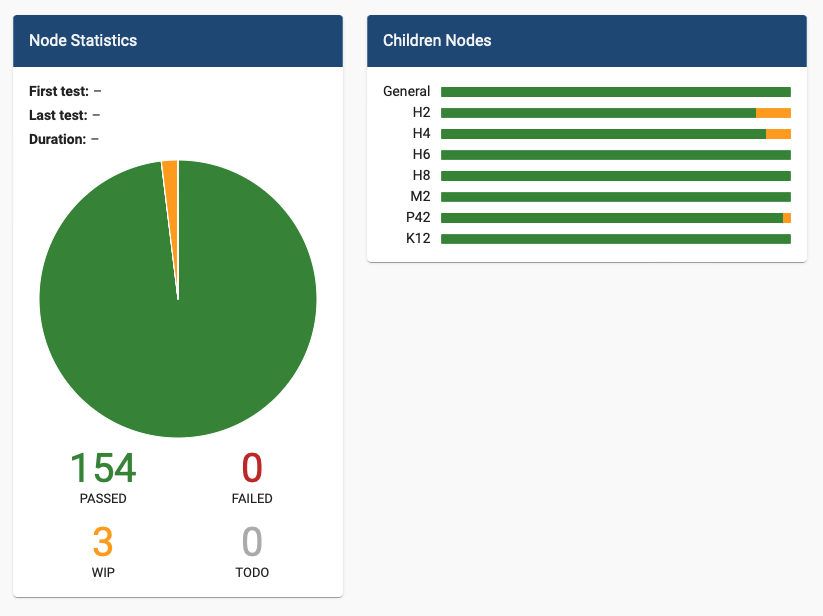 Node Statistics
First test: –
Last test: –
Duration: –
154
PASSED
0
FAILED
3
WIP
0
TODO
Children Nodes
General
H2
H4
H6
H8
M2
P42
K12